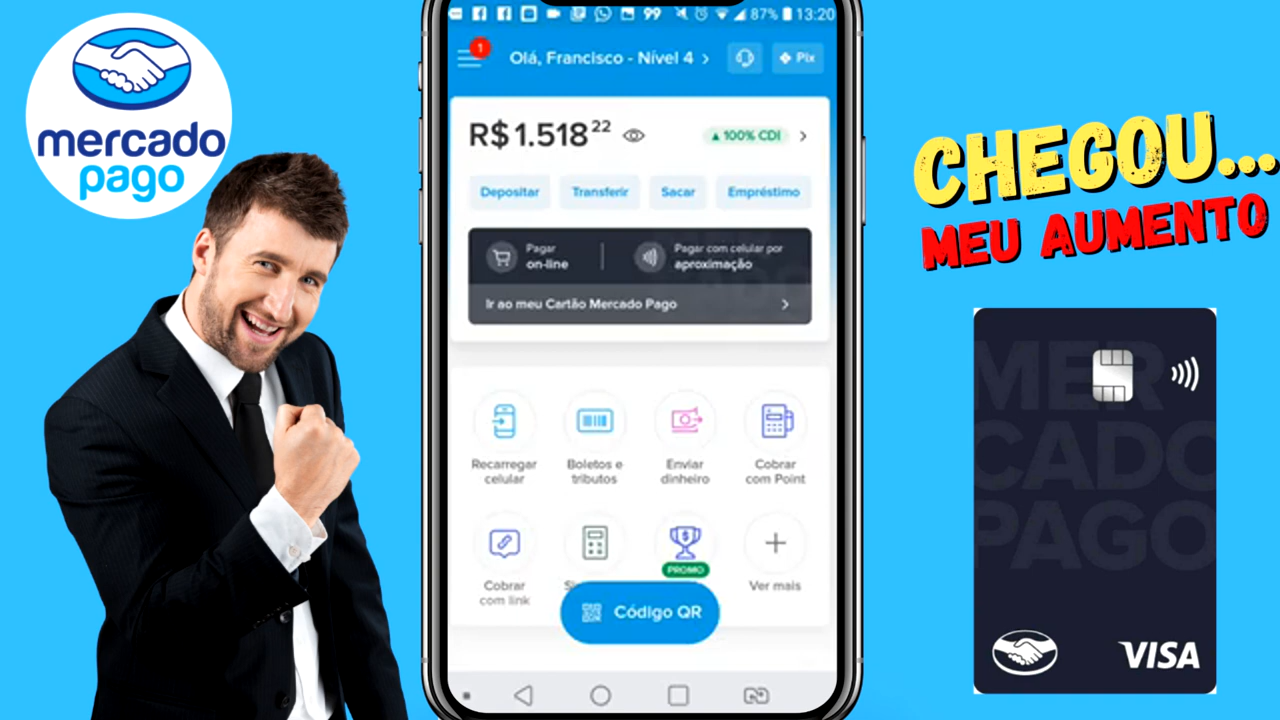 mercado
pago
99 87% 13:20
1
Olá, Francisco - Nível 4 >
Pix
R$ 1.518 22
▲ 100% CDI >
Depositar
Transferir
Sacar
Empréstimo
Pagar
on-line
Pagar com celular por
aproximação
Ir ao meu Cartão Mercado Pago >
Recarregar
celular
Boletos e
tributos
Enviar
dinheiro
Cobrar
com Point
Cobrar
com link
PROMO
Ver mais
Código QR
CHEGOU...
MEU AUMENTO
MER
CADO
PAGO
VISA